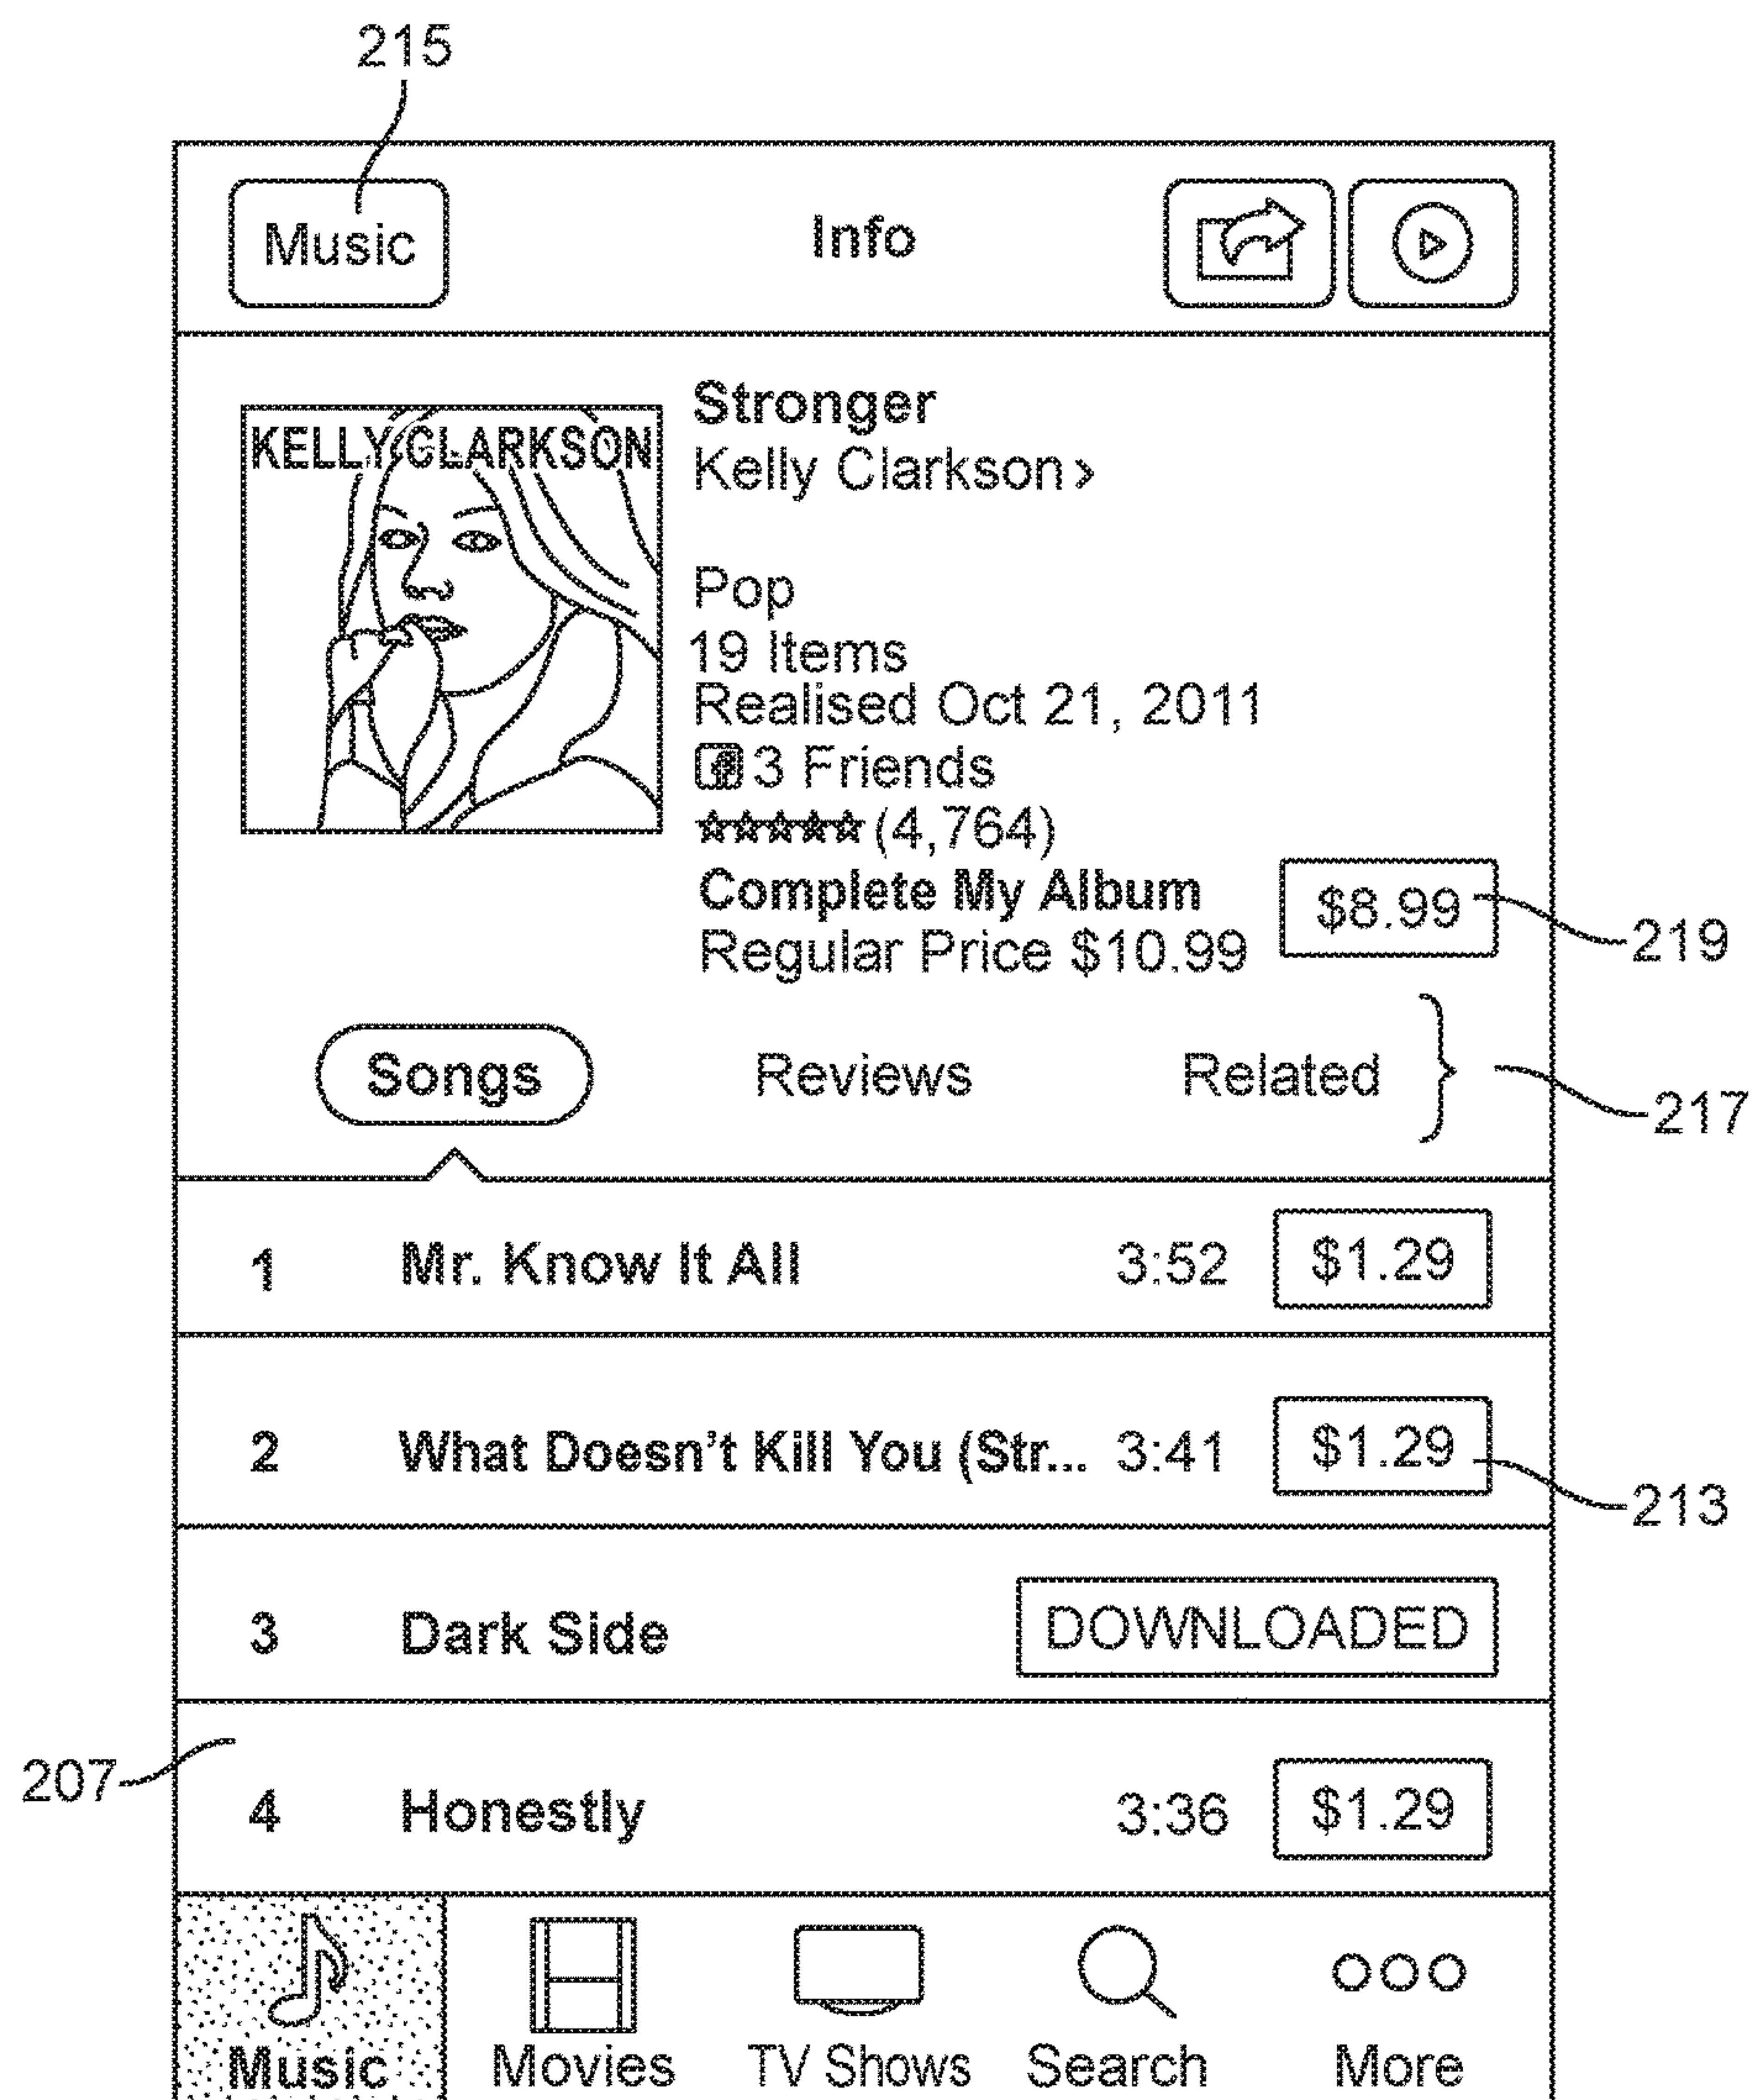 215
Music Info
KELLY CLARKSON
Stronger
Kelly Clarkson >
Pop
19 Items
Realised Oct 21, 2011
3 Friends
(4,764)
Complete My Album $8.99
219
Regular Price $10.99
Songs Reviews Related
217
1 Mr. Know It All 3:52 $1.29
2 What Doesn't Kill You (Str... 3:41 $1.29
213
3 Dark Side DOWNLOADED
207
4 Honestly 3:36 $1.29
Music Movies TV Shows Search More